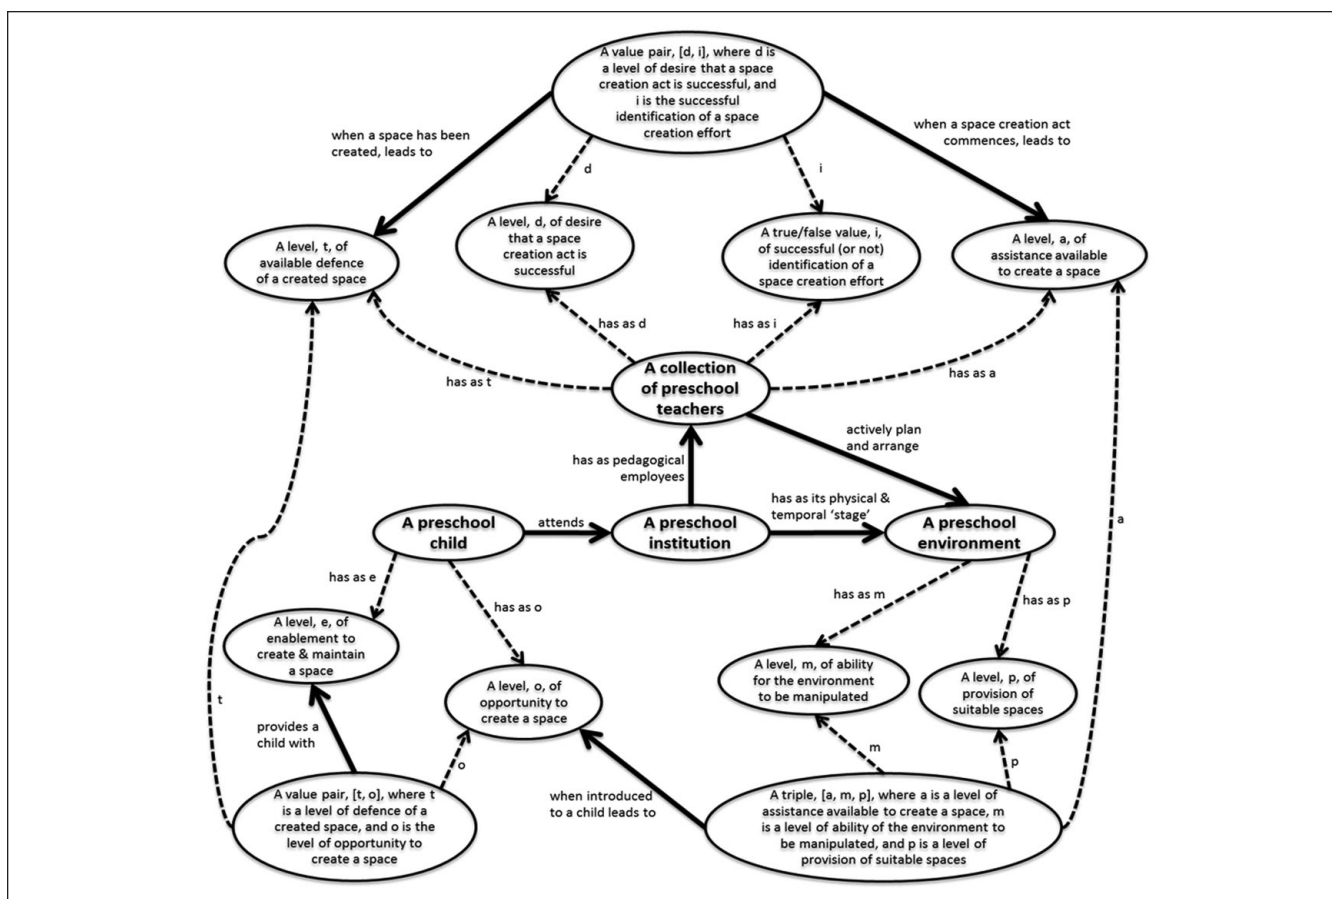 A value pair, [d, i], where d is
a level of desire that a space
creation act is successful, and
i is the successful
identification of a space
creation effort
when a space has been
created, leads to
when a space creation act
commences, leads to
d
i
A level, t, of
available defence
of a created space
A level, d, of desire
that a space
creation act is
successful
A true/false value, i,
of successful (or not)
identification of a
space creation effort
A level, a, of
assistance available
to create a space
has as d
has as i
has as t
has as a
A collection
of preschool
teachers
actively plan
and arrange
has as pedagogical
employees
has as its physical &
temporal ‘stage’
A preschool
child
attends
A preschool
institution
A preschool
environment
a
has as e
has as o
has as m
has as p
A level, e, of
enablement to
create & maintain
a space
A level, o, of
opportunity to
create a space
A level, m, of ability
for the environment
to be manipulated
A level, p, of
provision of
suitable spaces
t
provides a
child with
o
when introduced
to a child leads to
m
p
A value pair, [t, o], where t
is a level of defence of a
created space, and o is the
level of opportunity to
create a space
A triple, [a, m, p], where a is a level of
assistance available to create a space, m
is a level of ability of the environment to
be manipulated, and p is a level of
provision of suitable spaces